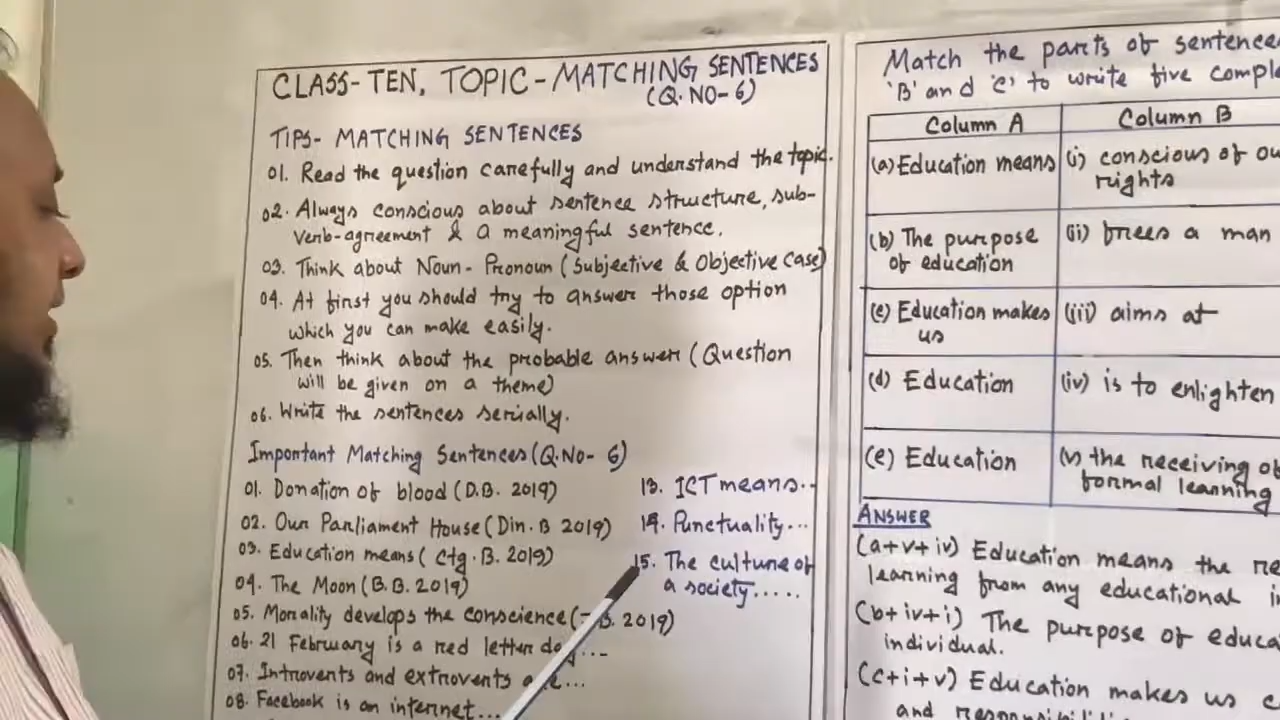 CLASS-TEN, TOPIC-MATCHING SENTENCES
(Q.NO-6)
TIPS- MATCHING SENTENCES
01. Read the question carefully and understand the topic.
02. Always conscious about sentence structure, sub-
verb-agreement & a meaningful sentence.
03. Think about Noun-Pronoun (Subjective & Objective case)
04. At first you should try to answer those option
which you can make easily.
05. Then think about the probable answer (Question
will be given on a theme)
06. Write the sentences serially.
Important Matching Sentences (Q.NO- 6)
01. Donation of blood (D.B. 2019)
02. Our Parliament House (Din.B 2019)
03. Education means (Ctg.B. 2019)
04. The Moon (B.B. 2019)
05. Morality develops the conscience ( B. 2019)
06. 21 February is a red letter day...
07. Introverts and extroverts are...
08. Facebook is an internet...
13. ICT means...
14. Punctuality...
15. The culture of
a society.....
Match the parts of sentence
'B' and 'C' to write five compl
Column A Column B
(a) Education means (i) conscious of ou
rights
(b) The purpose (ii) frees a man
of education
(c) Education makes (iii) aims at
us
(d) Education (iv) is to enlighten
(e) Education (v) the receiving of
formal learning
ANSWER
(a+v+iv) Education means the re
learning from any educational i
(b+iv+i) The purpose of educa
individual.
(c+i+v) Education makes us c
and